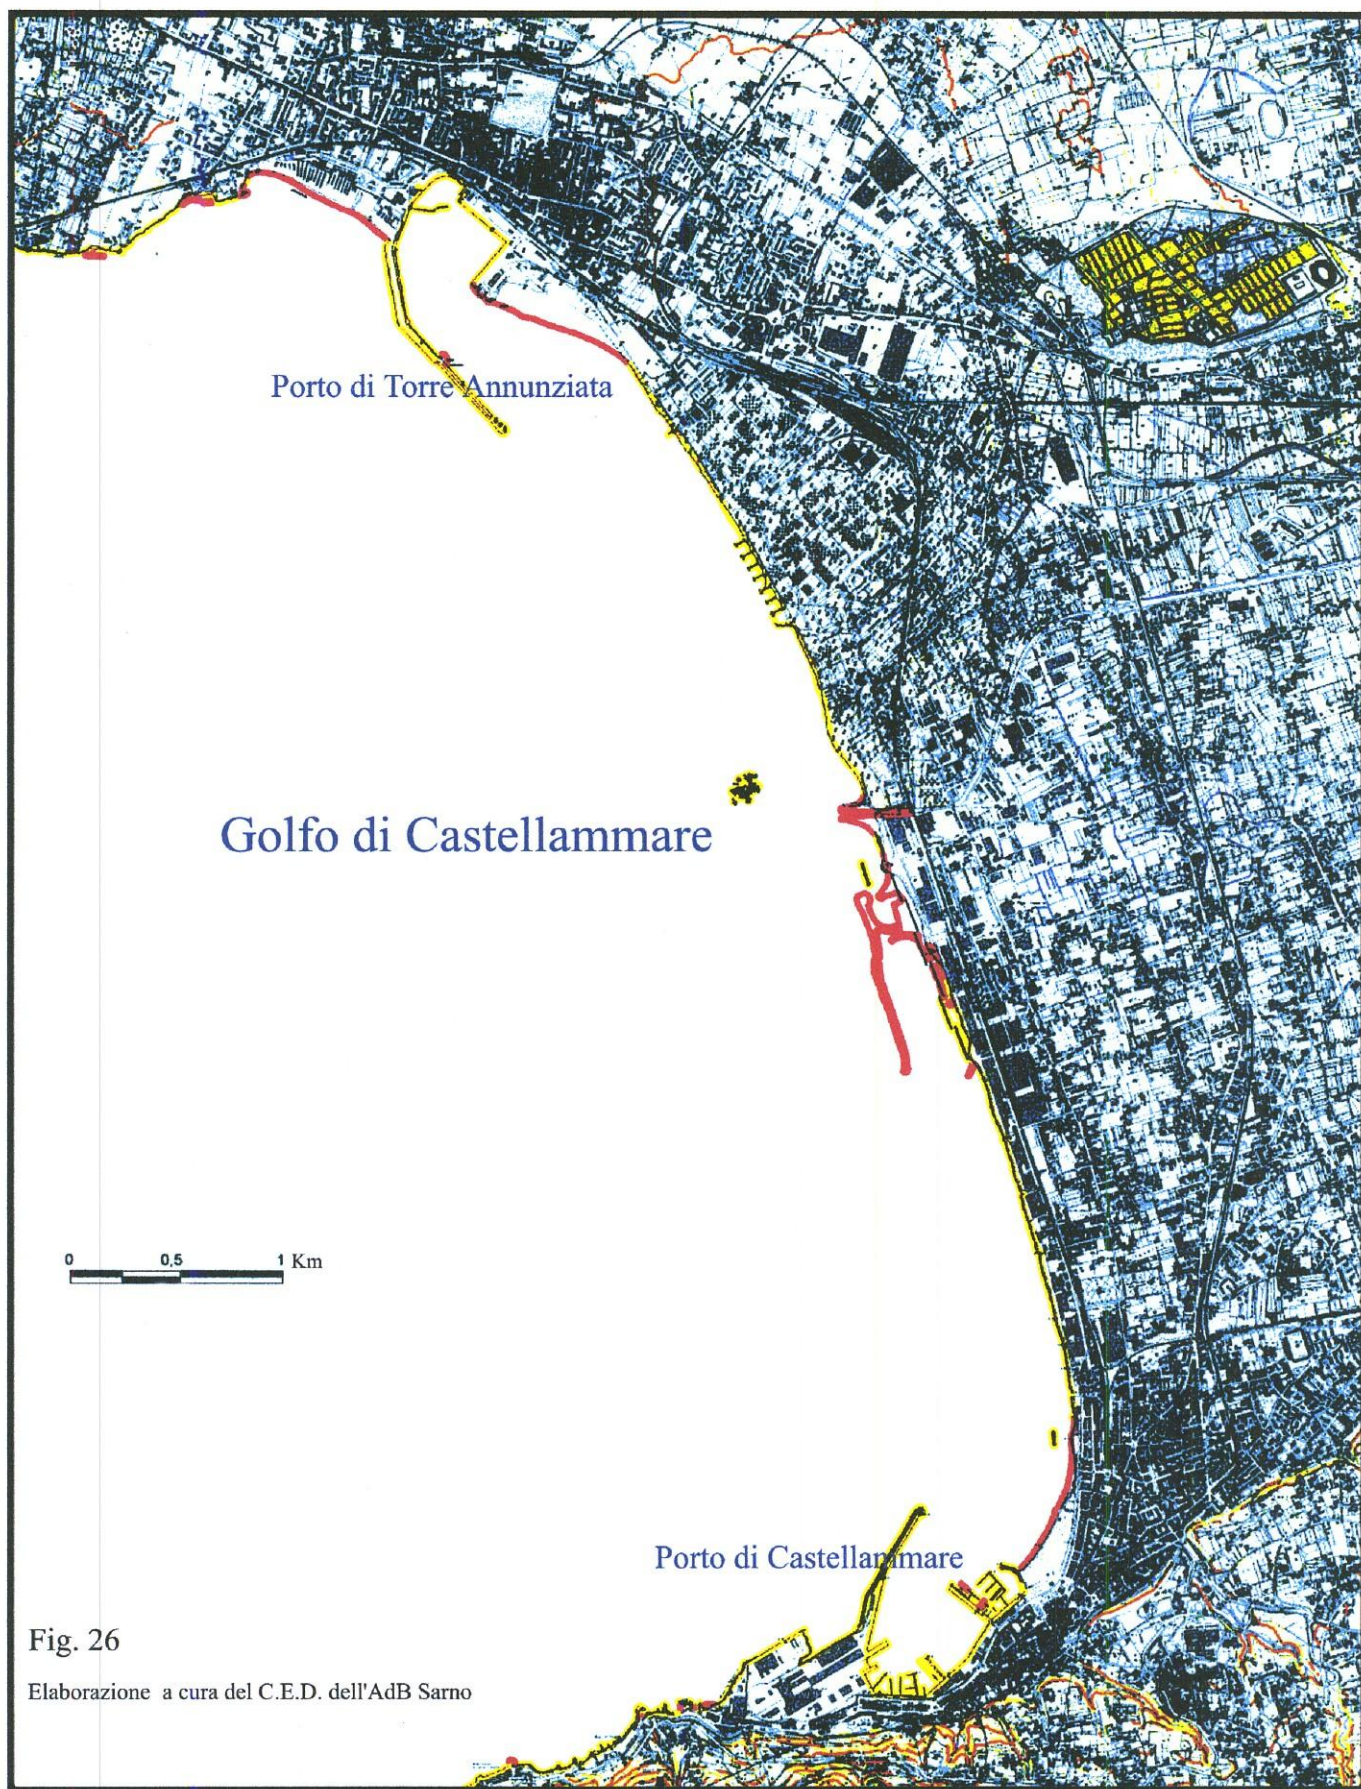 Porto di Torre Annunziata
Golfo di Castellammare
0 0,5 1 Km
Porto di Castellammare
Fig. 26
Elaborazione a cura del C.E.D. dell'AdB Sarno